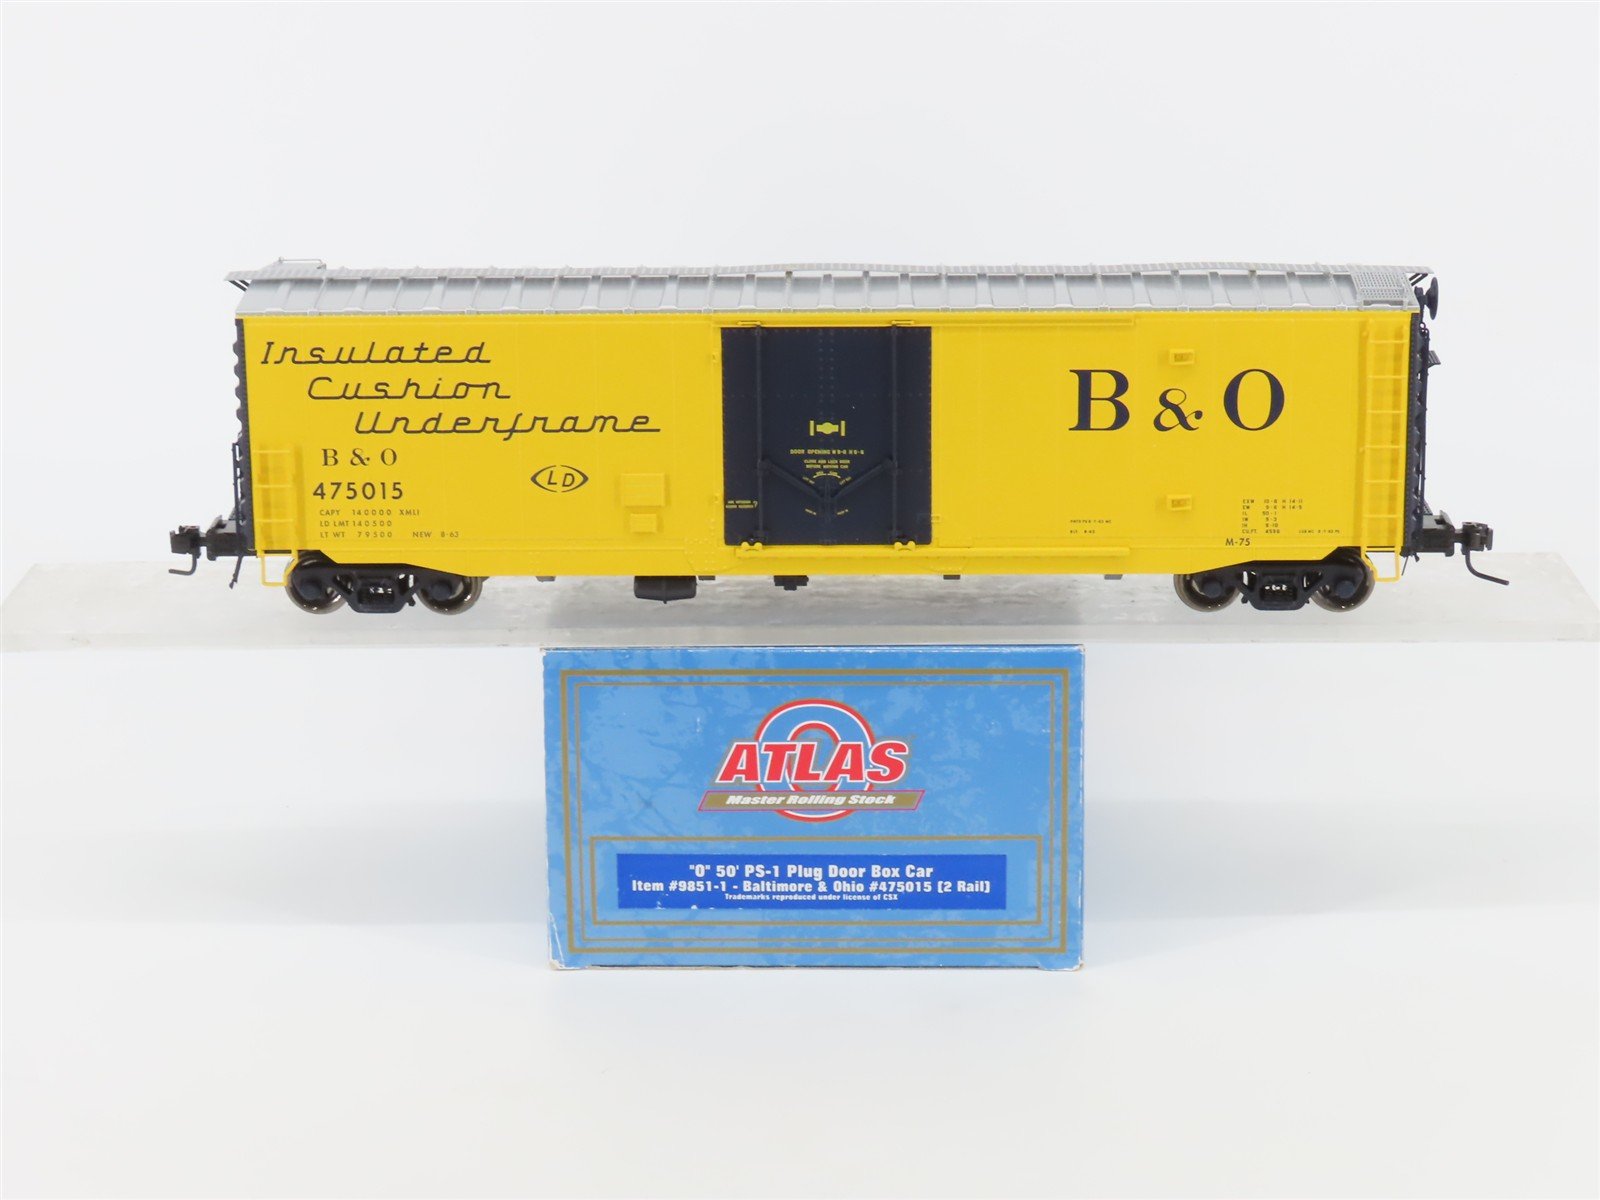 Insulated
Cushion
Underframe
B & O
475015
CAPY 140000 XMLI
LD LMT 140500
LT WT 79500 NEW 8-63
LD
B & O
M-75
ATLAS
Master Rolling Stock
"O" 50' PS-1 Plug Door Box Car
Item #9851-1 - Baltimore & Ohio #475015 (2 Rail)
Trademarks reproduced under license of CSX